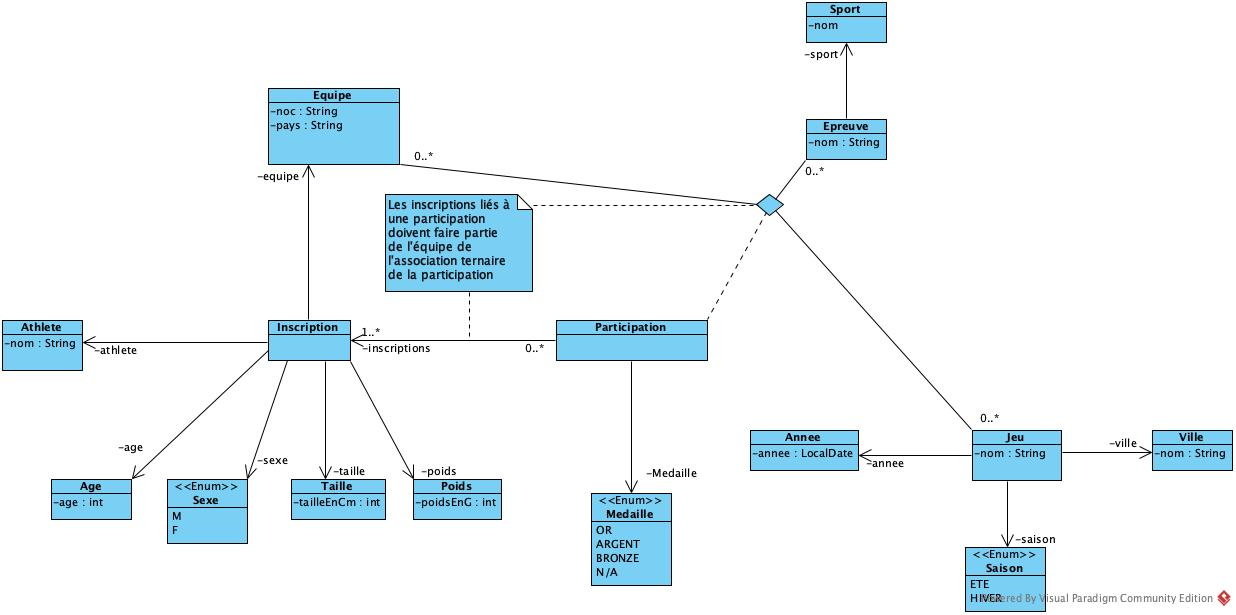 Sport
-nom
-sport
Equipe
-noc : String
-pays : String
Epreuve
-nom : String
0..*
0..*
-equipe
Les inscriptions liés à
une participation
doivent faire partie
de l'équipe de
l'association ternaire
de la participation
Athlete
-nom : String
-athlete
Inscription
1..*
-inscriptions
0..*
Participation
0..*
Annee
-annee : LocalDate
-annee
Jeu
-nom : String
-ville
Ville
-nom : String
-age
-sexe
-taille
-poids
-Medaille
Age
-age : int
<<Enum>>
Sexe
M
F
Taille
-tailleEnCm : int
Poids
-poidsEnG : int
<<Enum>>
Medaille
OR
ARGENT
BRONZE
N/A
-saison
<<Enum>>
Saison
ETE
HIVER
Powered By Visual Paradigm Community Edition